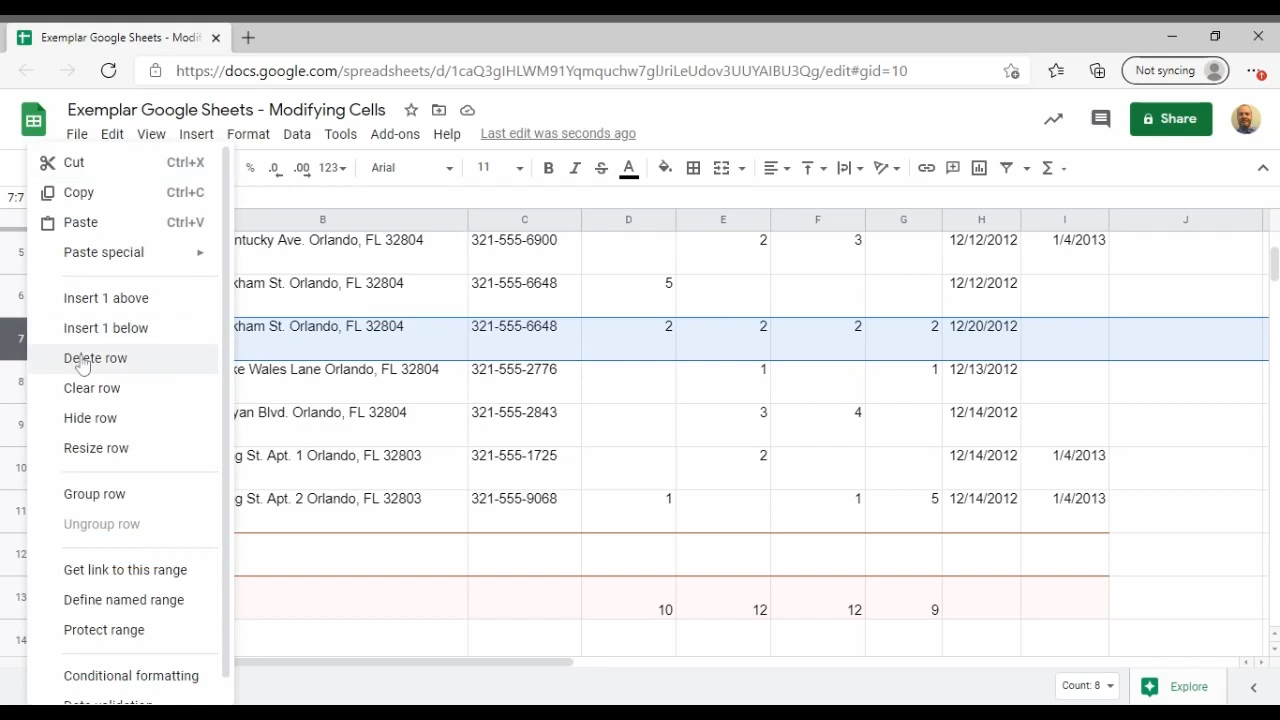 Exemplar Google Sheets - Modif
https://docs.google.com/spreadsheets/d/
Not syncing
Exemplar Google Sheets - Modifying Cells
File Edit View Insert Format Data Tools Add-ons Help Last edit was seconds ago
Share
% .0 .00 123 Arial 11 B I S A
7:7
B C D E F G H I J
Cut Ctrl+X
Copy Ctrl+C
Paste Ctrl+V
Paste special
Insert 1 above
Insert 1 below
Delete row
Clear row
Hide row
Resize row
Group row
Ungroup row
Get link to this range
Define named range
Protect range
Conditional formatting
5 ntucky Ave. Orlando, FL 32804 321-555-6900 2 3 12/12/2012 1/4/2013
6 kham St. Orlando, FL 32804 321-555-6648 5 12/12/2012
7 kham St. Orlando, FL 32804 321-555-6648 2 2 2 2 12/20/2012
8 ke Wales Lane Orlando, FL 32804 321-555-2776 1 1 12/13/2012
9 yan Blvd. Orlando, FL 32804 321-555-2843 3 4 12/14/2012
10 g St. Apt. 1 Orlando, FL 32803 321-555-1725 2 12/14/2012 1/4/2013
11 g St. Apt. 2 Orlando, FL 32803 321-555-9068 1 1 5 12/14/2012 1/4/2013
12
13 10 12 12 9
14
Count: 8
Explore